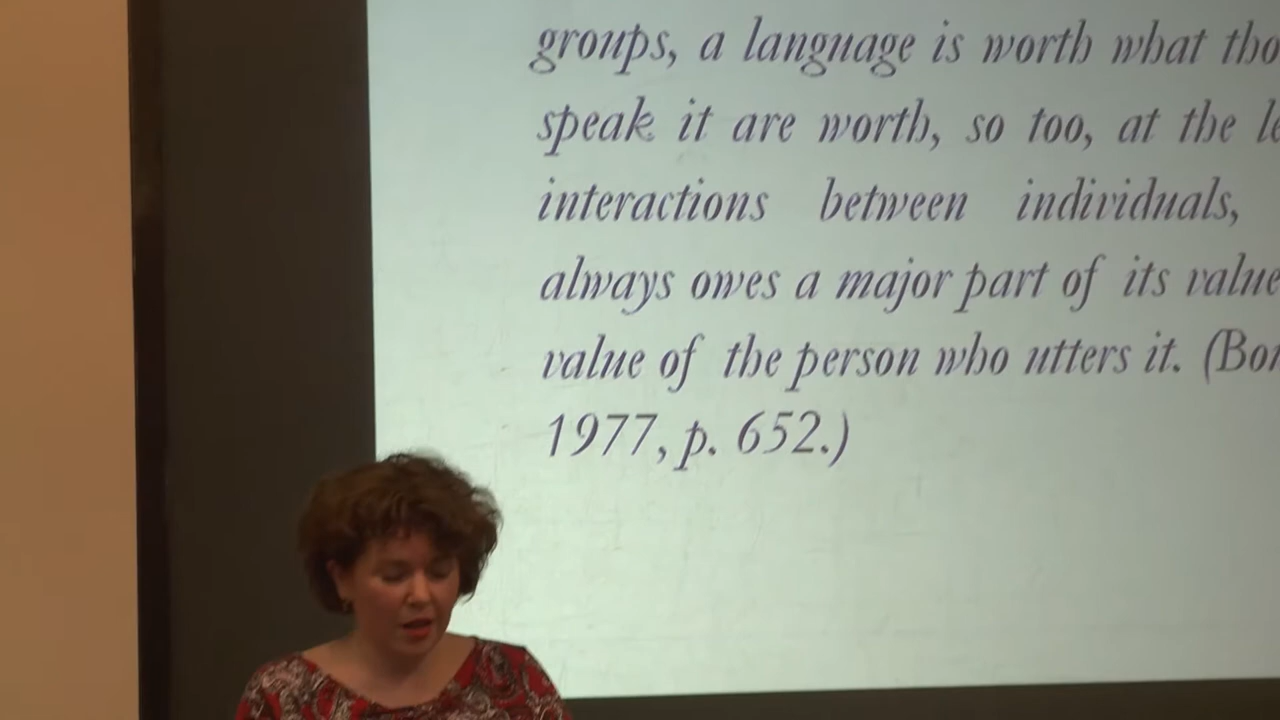 groups, a language is worth what tho
speak it are worth, so too, at the le
interactions between individuals,
always owes a major part of its value
value of the person who utters it. (Bo
1977, p. 652.)